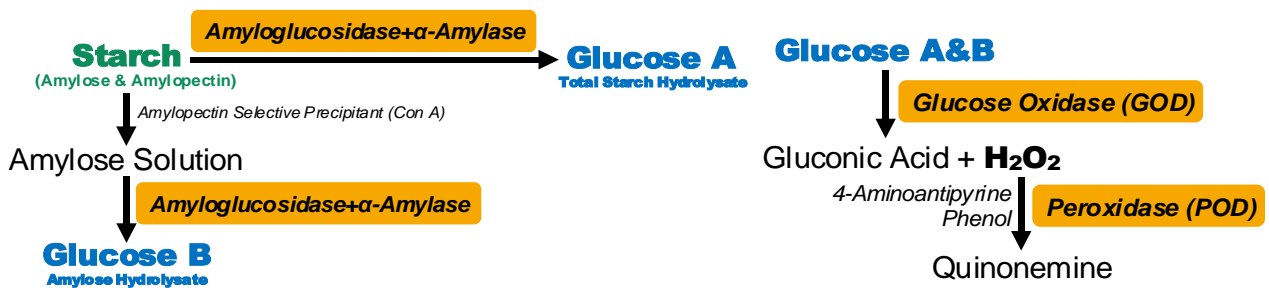 Amyloglucosidase+α-Amylase
Starch
(Amylose & Amylopectin)
Glucose A
Total Starch Hydrolysate
Amylopectin Selective Precipitant (Con A)
Amylose Solution
Amyloglucosidase+α-Amylase
Glucose B
Amylose Hydrolysate
Glucose A&B
Glucose Oxidase (GOD)
Gluconic Acid + H₂O₂
4-Aminoantipyrine
Phenol
Peroxidase (POD)
Quinonemine